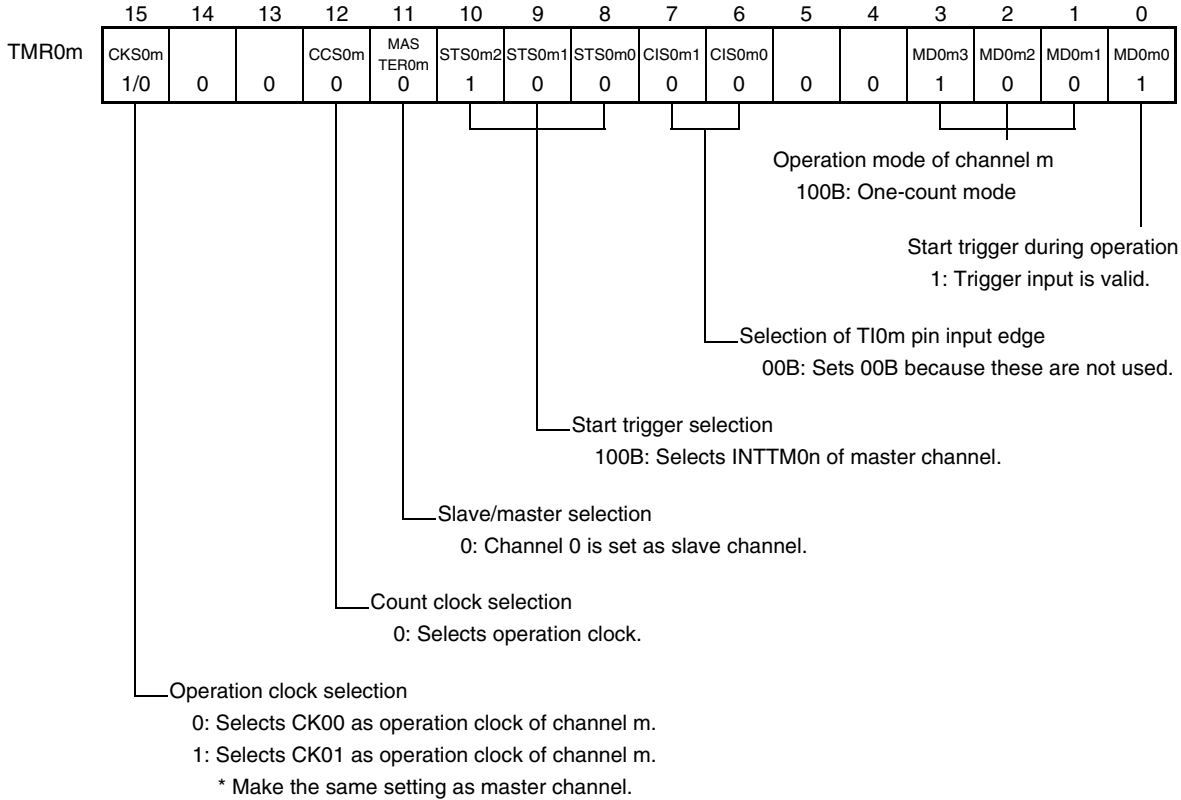 15 14 13 12 11 10 9 8 7 6 5 4 3 2 1 0
TMR0m
CKS0m CCS0m MAS TER0m STS0m2 STS0m1 STS0m0 CIS0m1 CIS0m0 MD0m3 MD0m2 MD0m1 MD0m0
1/0 0 0 0 0 1 0 0 0 0 0 0 1 0 0 1
Operation mode of channel m
100B: One-count mode
Start trigger during operation
1: Trigger input is valid.
Selection of TI0m pin input edge
00B: Sets 00B because these are not used.
Start trigger selection
100B: Selects INTTM0n of master channel.
Slave/master selection
0: Channel 0 is set as slave channel.
Count clock selection
0: Selects operation clock.
Operation clock selection
0: Selects CK00 as operation clock of channel m.
1: Selects CK01 as operation clock of channel m.
* Make the same setting as master channel.